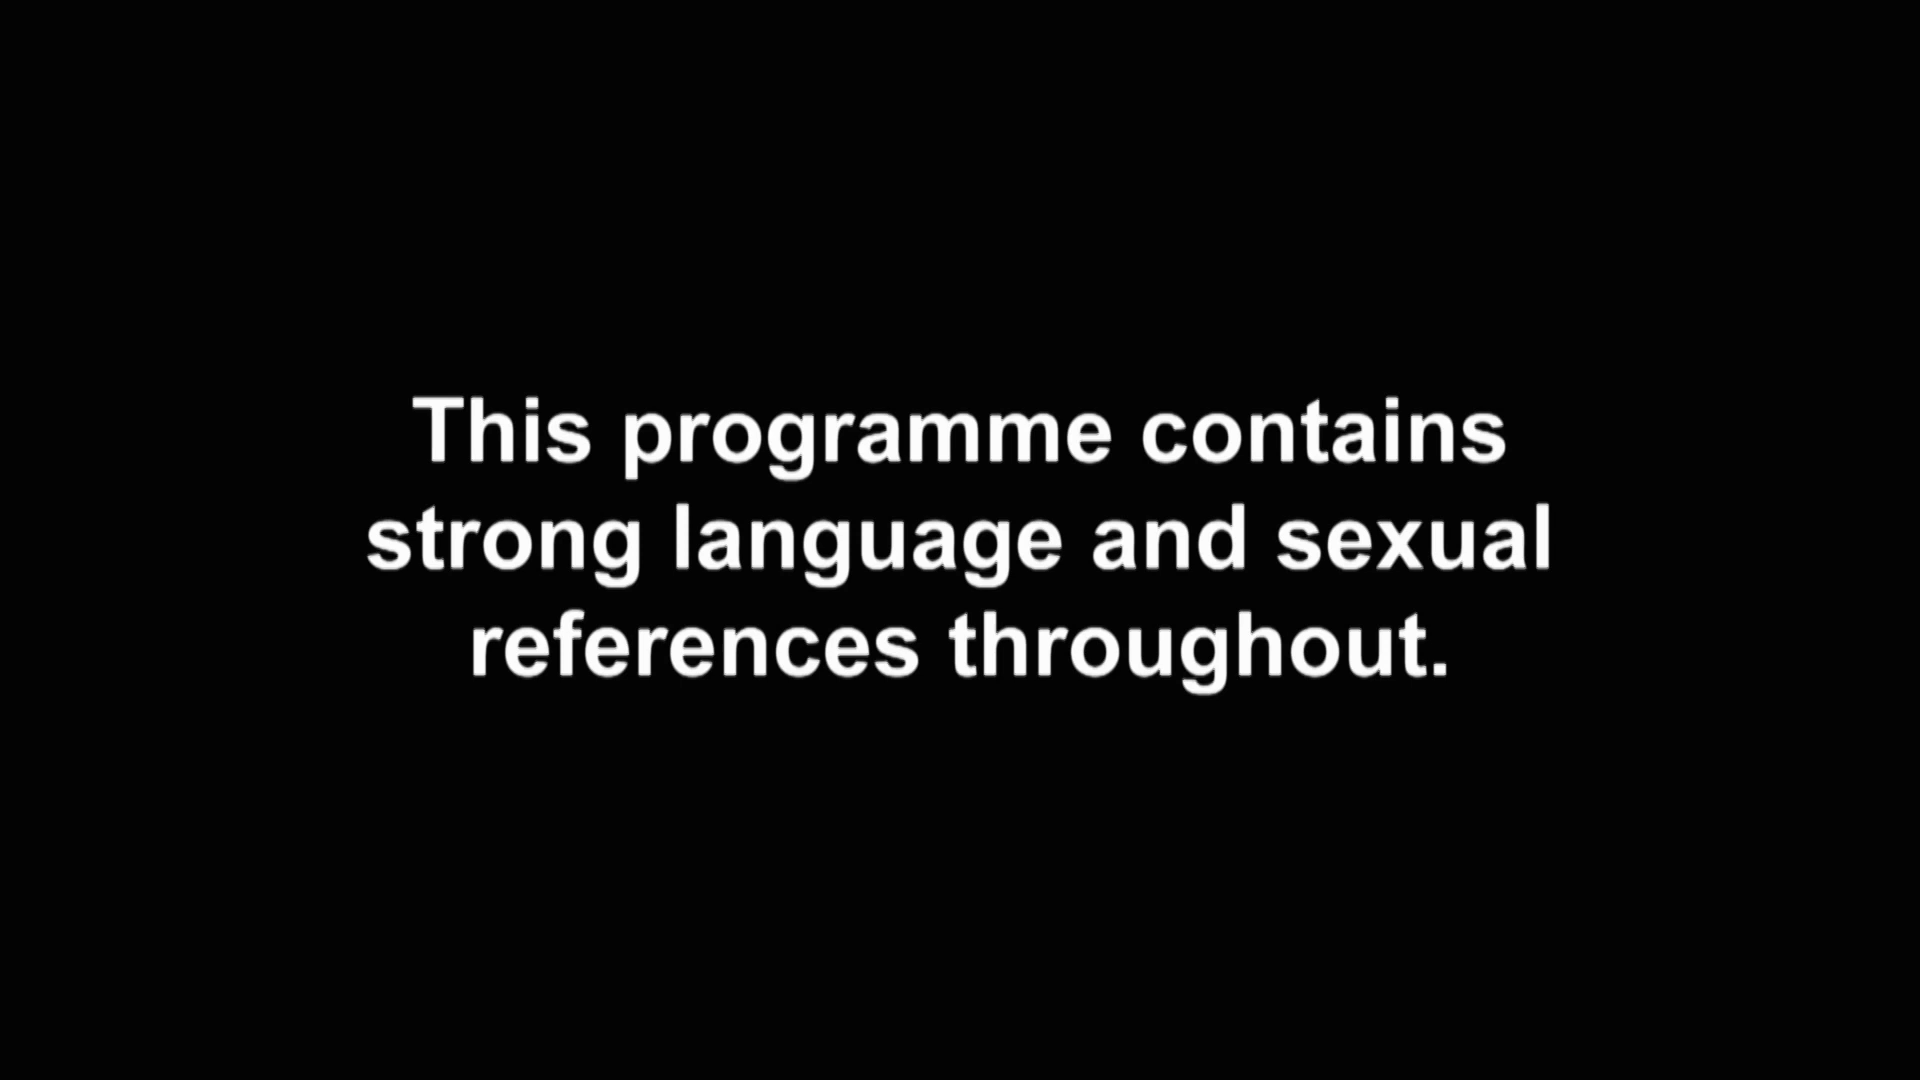 This programme contains
strong language and sexual
references throughout.